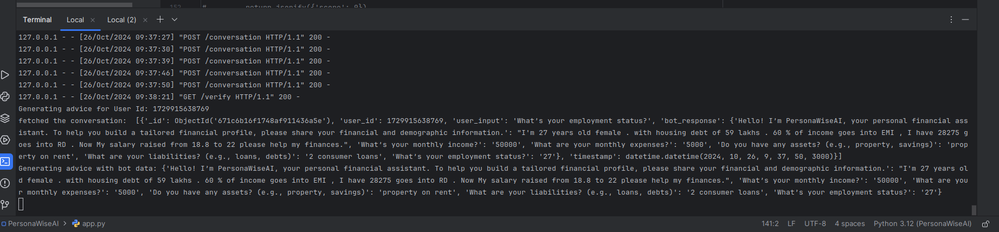 152 # return jsonify({'score': 0})
Terminal Local × Local (2) ×
127.0.0.1 - - [26/Oct/2024 09:37:27] "POST /conversation HTTP/1.1" 200 -
127.0.0.1 - - [26/Oct/2024 09:37:30] "POST /conversation HTTP/1.1" 200 -
127.0.0.1 - - [26/Oct/2024 09:37:39] "POST /conversation HTTP/1.1" 200 -
127.0.0.1 - - [26/Oct/2024 09:37:46] "POST /conversation HTTP/1.1" 200 -
127.0.0.1 - - [26/Oct/2024 09:37:50] "POST /conversation HTTP/1.1" 200 -
127.0.0.1 - - [26/Oct/2024 09:38:21] "GET /verify HTTP/1.1" 200 -
Generating advice for User Id: 1729915638769
fetched the conversation:  [{'_id': ObjectId('671c6b16f1748af911436a5e'), 'user_id': 1729915638769, 'user_input': 'What’s your employment status?', 'bot_response': {'Hello! I’m PersonaWiseAI, your personal financial ass
istant. To help you build a tailored financial profile, please share your financial and demographic information.': "I'm 27 years old female . with housing debt of 59 lakhs . 60 % of income goes into EMI , I have 28275 g
oes into RD . Now My salary raised from 18.8 to 22 please help my finances.", 'What’s your monthly income?': '50000', 'What are your monthly expenses?': '5000', 'Do you have any assets? (e.g., property, savings)': 'prop
erty on rent', 'What are your liabilities? (e.g., loans, debts)': '2 consumer loans', 'What’s your employment status?': '27'}, 'timestamp': datetime.datetime(2024, 10, 26, 9, 37, 50, 3000)}]
Generating advice with bot data: {'Hello! I’m PersonaWiseAI, your personal financial assistant. To help you build a tailored financial profile, please share your financial and demographic information.': "I'm 27 years ol
d female . with housing debt of 59 lakhs . 60 % of income goes into EMI , I have 28275 goes into RD . Now My salary raised from 18.8 to 22 please help my finances.", 'What’s your monthly income?': '50000', 'What are you
r monthly expenses?': '5000', 'Do you have any assets? (e.g., property, savings)': 'property on rent', 'What are your liabilities? (e.g., loans, debts)': '2 consumer loans', 'What’s your employment status?': '27'}
PersonaWiseAI > app.py 141:2 LF UTF-8 4 spaces Python 3.12 (PersonaWiseAI)